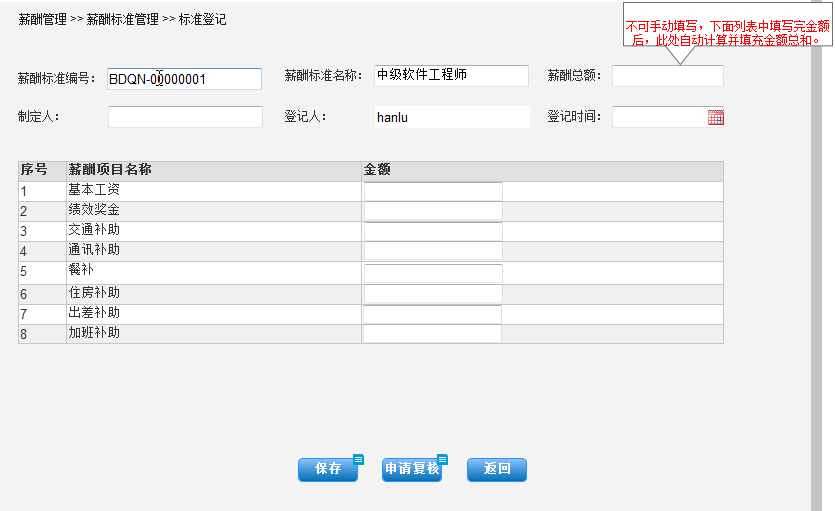 薪酬管理 >> 薪酬标准管理 >> 标准登记
不可手动填写，下面列表中填写完金额
后，此处自动计算并填充金额总和。
薪酬标准编号： BDQN-00000001 薪酬标准名称： 中级软件工程师 薪酬总额：
制定人： 登记人： hanlu 登记时间：
序号 薪酬项目名称 金额
1 基本工资
2 绩效奖金
3 交通补助
4 通讯补助
5 餐补
6 住房补助
7 出差补助
8 加班补助
保存 申请复核 返回